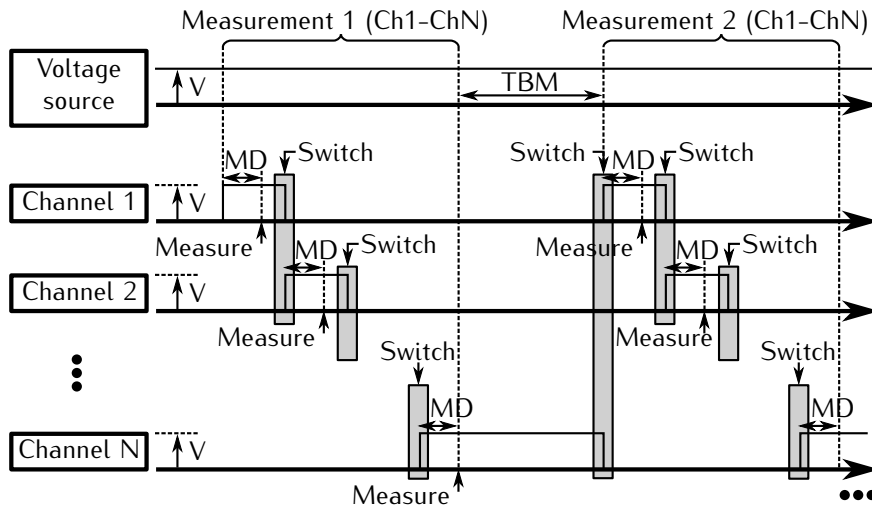 Measurement 1 (Ch1-ChN)
Measurement 2 (Ch1-ChN)
Voltage
source
V
TBM
MD
Switch
Switch
MD
Switch
Channel 1
V
Measure
MD
Switch
Measure
MD
Switch
Channel 2
V
Measure
Switch
Measure
Switch
MD
MD
Channel N
V
Measure